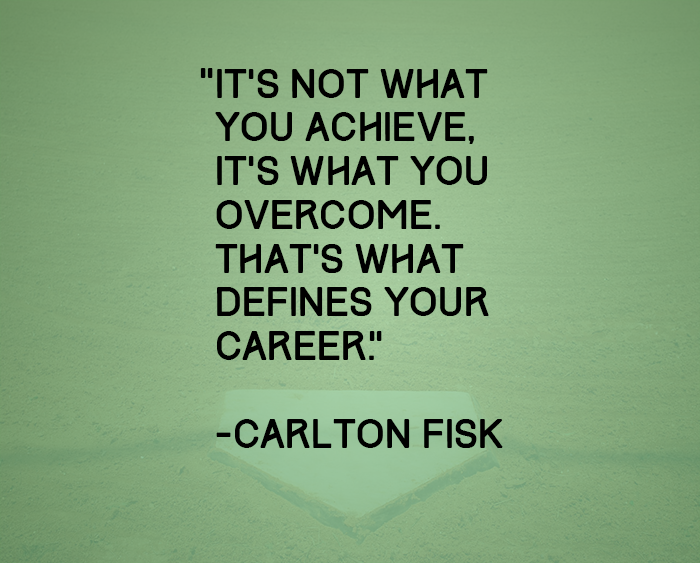 "IT'S NOT WHAT
YOU ACHIEVE,
IT'S WHAT YOU
OVERCOME.
THAT'S WHAT
DEFINES YOUR
CAREER."
-CARLTON FISK